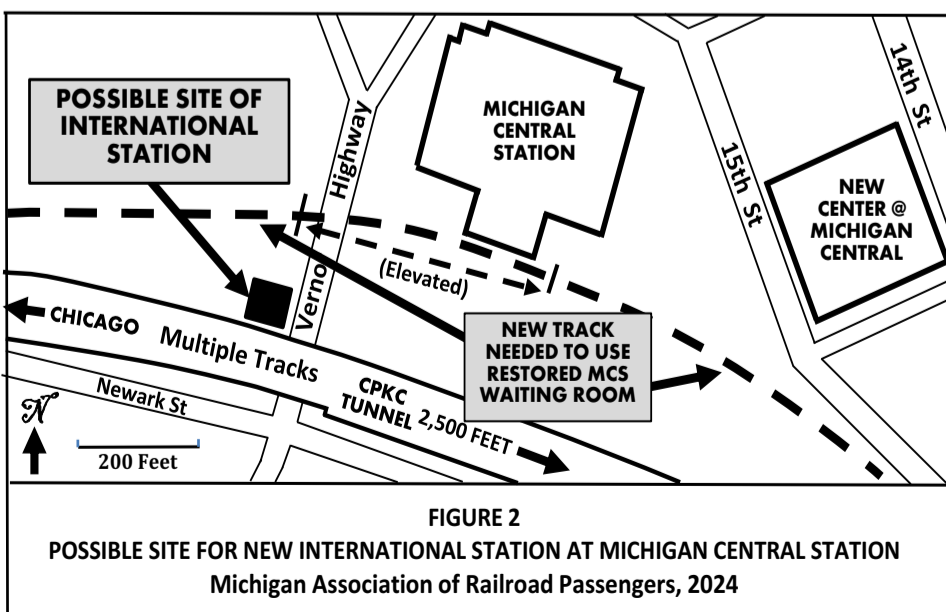 POSSIBLE SITE OF
INTERNATIONAL
STATION
Verno Highway
MICHIGAN
CENTRAL
STATION
14th St
15th St
NEW
CENTER @
MICHIGAN
CENTRAL
(Elevated)
NEW TRACK
NEEDED TO USE
RESTORED MCS
WAITING ROOM
CHICAGO
Multiple Tracks
CPKC
TUNNEL
2,500 FEET
Newark St
N
200 Feet
FIGURE 2
POSSIBLE SITE FOR NEW INTERNATIONAL STATION AT MICHIGAN CENTRAL STATION
Michigan Association of Railroad Passengers, 2024